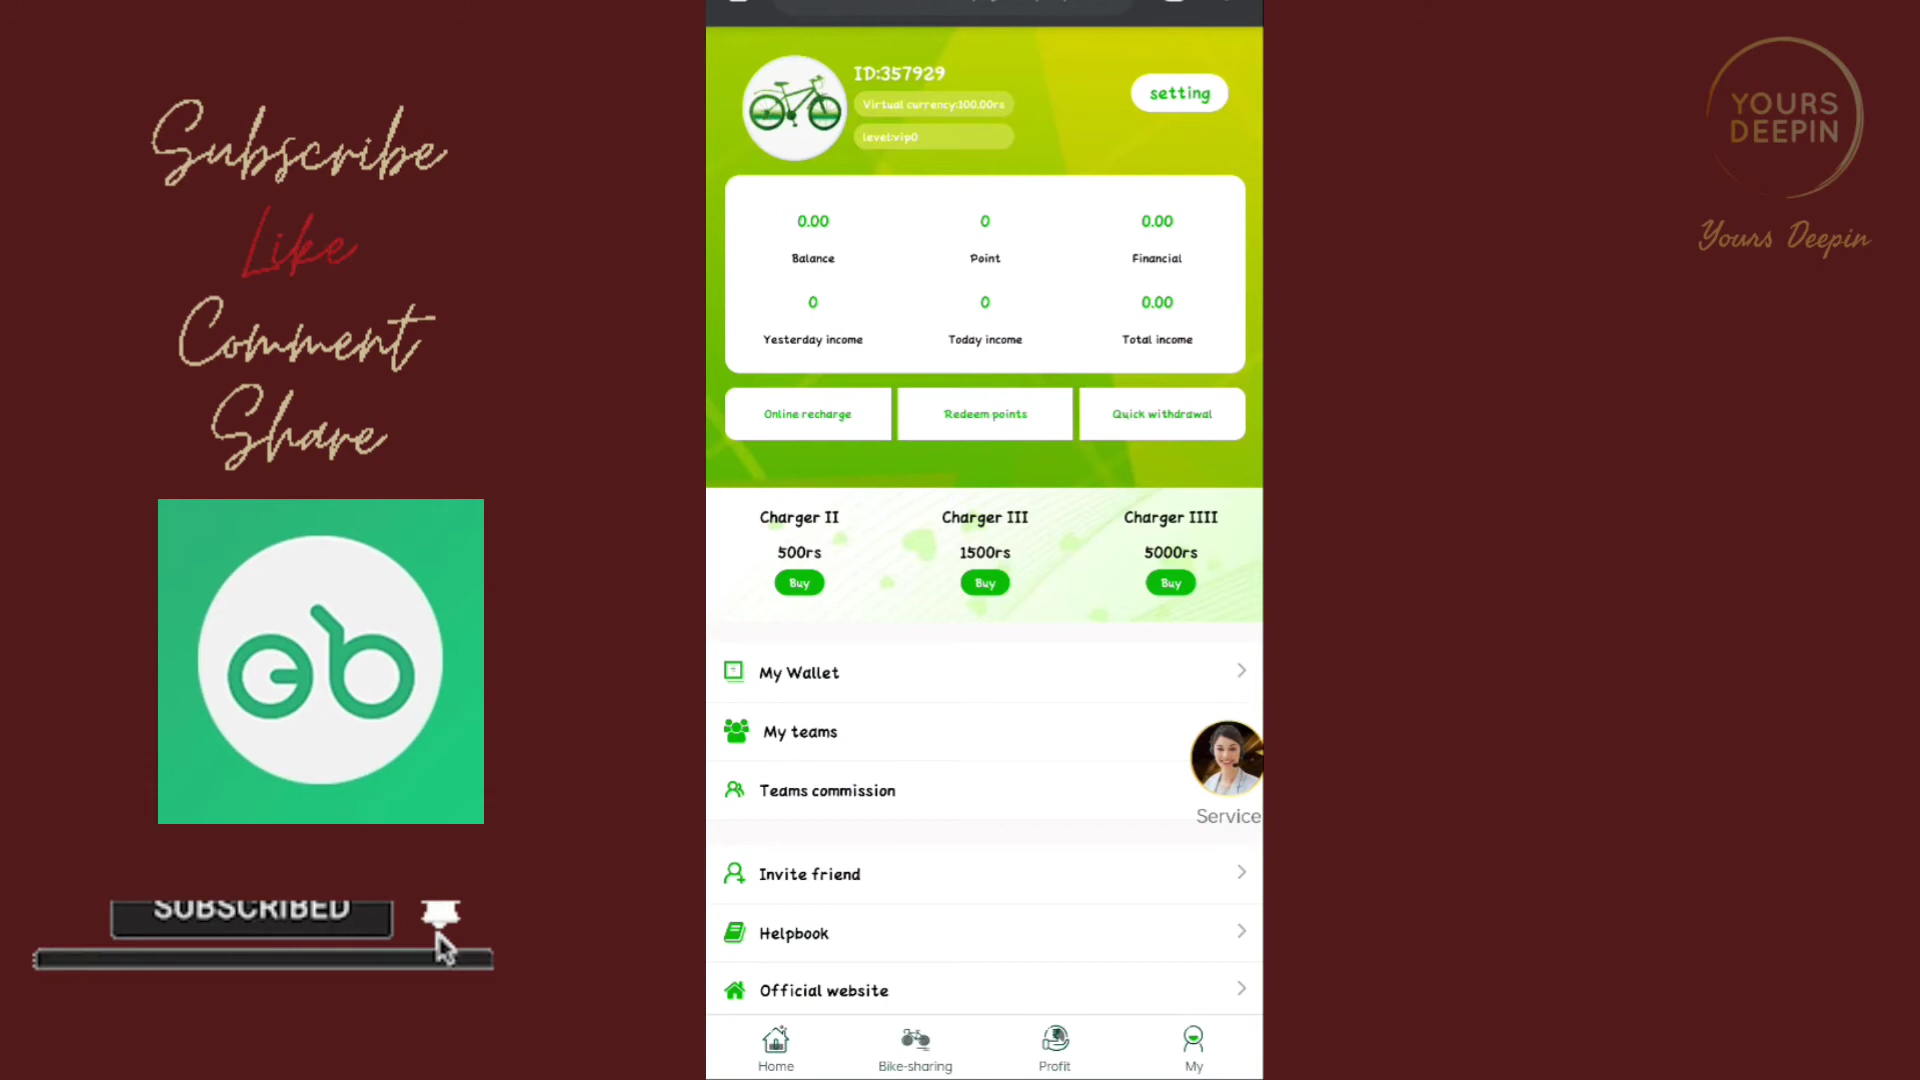 Subscribe
Like
Comment
Share
SUBSCRIBED
ID:357929
Virtual currency:100.00rs
level:vip0
setting
0.00
0
0.00
Balance
Point
Financial
0
0
0.00
Yesterday income
Today income
Total income
Online recharge
Redeem points
Quick withdrawal
Charger II
Charger III
Charger IIII
500rs
1500rs
5000rs
Buy
Buy
Buy
My Wallet
My teams
Teams commission
Service
Invite friend
Helpbook
Official website
Home
Bike-sharing
Profit
My
YOURS
DEEPIN
Yours Deepin